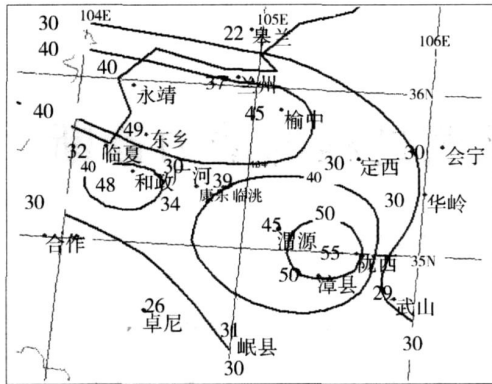 104E 105E
30 22 皋兰 106E
40
40 37 兰州
永靖 36N
40 45 榆中
49 东乡
32 临夏 30 30 会宁
40 30 定西
和政 河 39 40
48 康乐 临洮
34 30 华岭
30 50
45
合作 渭源
55 35N
50 陇西
漳县 29
26 武山
卓尼 31 30
岷县
30